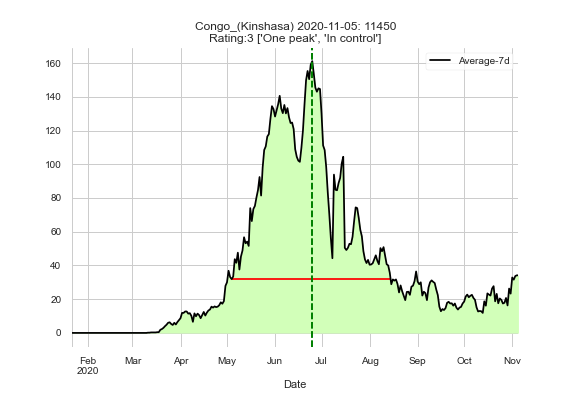 Congo_(Kinshasa) 2020-11-05: 11450
Rating:3 ['One peak', 'In control']
Average-7d
160
140
120
100
80
60
40
20
0
Feb
2020
Mar
Apr
May
Jun
Jul
Aug
Sep
Oct
Nov
Date